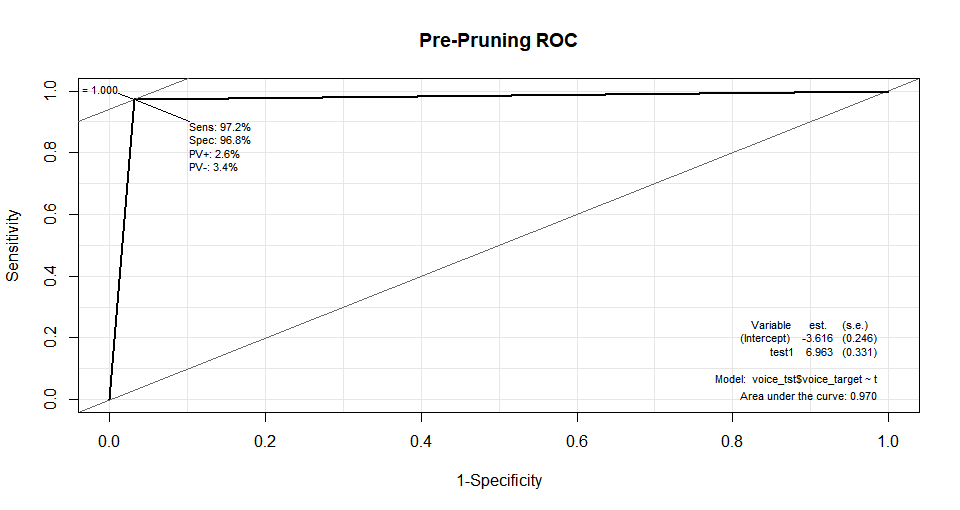 Pre-Pruning ROC
= 1.000
Sens: 97.2%
Spec: 96.8%
PV+: 2.6%
PV-: 3.4%
Sensitivity
1.0
0.8
0.6
0.4
0.2
0.0
Variable est. (s.e.)
(Intercept) -3.616 (0.246)
test1 6.963 (0.331)
Model: voice_tst$voice_target ~ t
Area under the curve: 0.970
0.0 0.2 0.4 0.6 0.8 1.0
1-Specificity